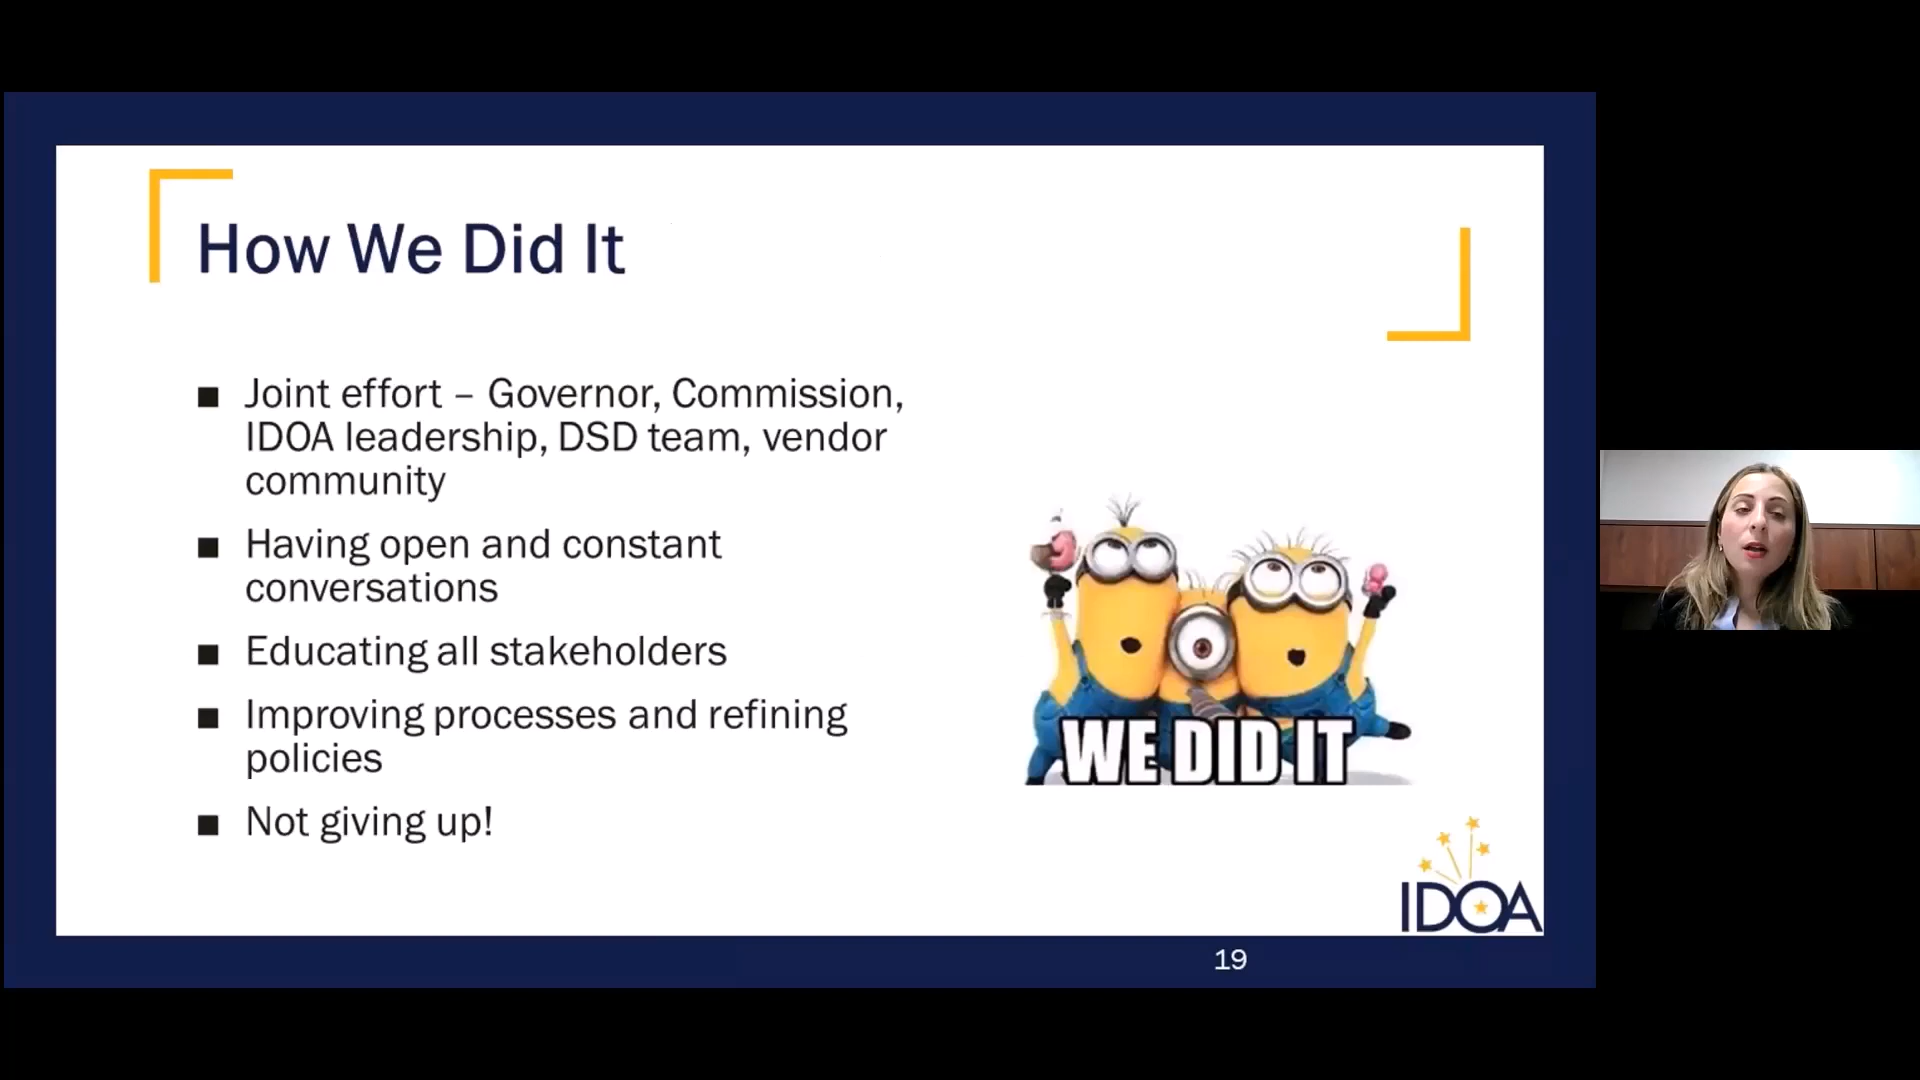 How We Did It
Joint effort – Governor, Commission,
IDOA leadership, DSD team, vendor
community
Having open and constant
conversations
Educating all stakeholders
Improving processes and refining
policies
Not giving up!
WE DID IT
IDOA
19